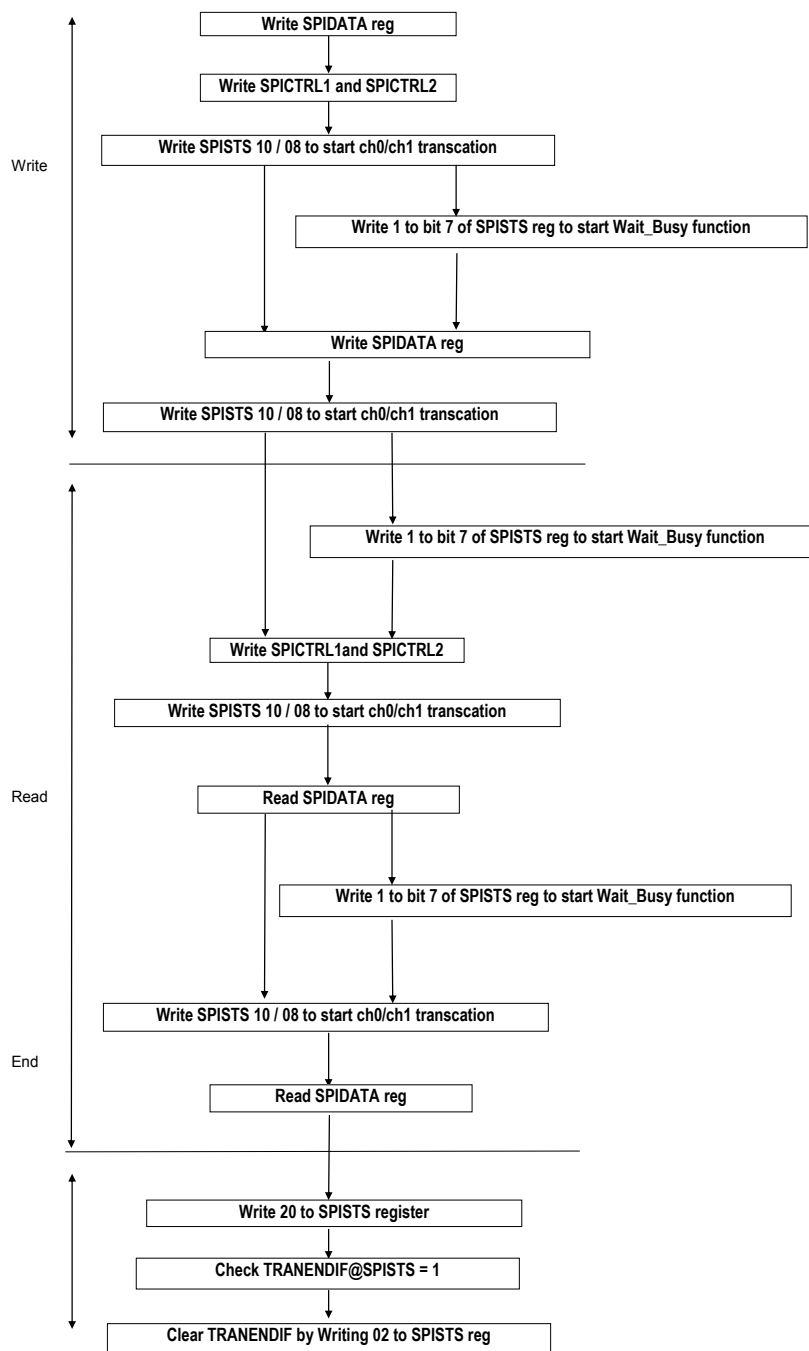 Write SPIDATA reg
Write SPICTRL1 and SPICTRL2
Write SPISTS 10 / 08 to start ch0/ch1 transcation
Write
Write 1 to bit 7 of SPISTS reg to start Wait_Busy function
Write SPIDATA reg
Write SPISTS 10 / 08 to start ch0/ch1 transcation
Write 1 to bit 7 of SPISTS reg to start Wait_Busy function
Write SPICTRL1and SPICTRL2
Write SPISTS 10 / 08 to start ch0/ch1 transcation
Read
Read SPIDATA reg
Write 1 to bit 7 of SPISTS reg to start Wait_Busy function
Write SPISTS 10 / 08 to start ch0/ch1 transcation
End
Read SPIDATA reg
Write 20 to SPISTS register
Check TRANENDIF@SPISTS = 1
Clear TRANENDIF by Writing 02 to SPISTS reg